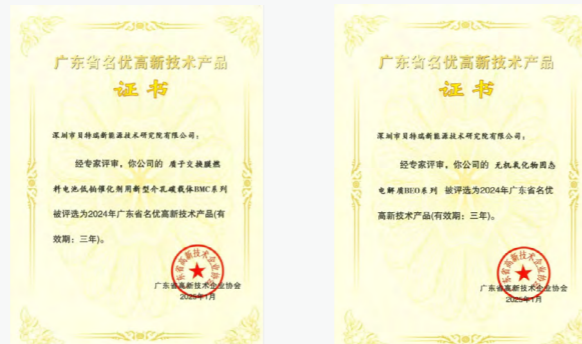 广东省名优高新技术产品
证书
深圳市贝特瑞新能源技术研究院有限公司：
经专家评审，你公司的 质子交换膜燃
料电池低铂催化剂用新型介孔碳载体BMC系列
被评选为2024年广东省名优高新技术产品(有
效期：三年)。
广东省高新技术企业协会
2025年1月
广东省名优高新技术产品
证书
深圳市贝特瑞新能源技术研究院有限公司：
经专家评审，你公司的 无机氧化物固态
电解质BEO系列 被评选为2024年广东省名优
高新技术产品(有效期：三年)。
广东省高新技术企业协会
2025年1月